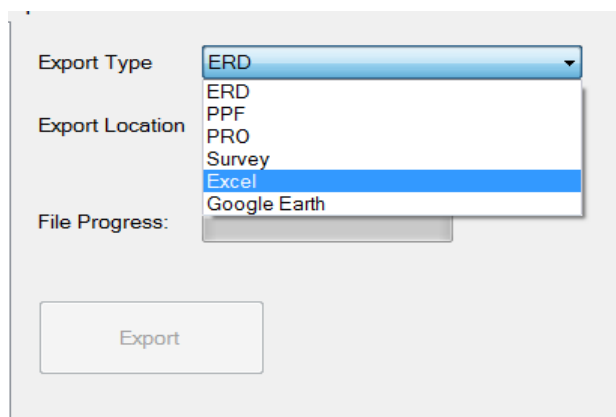 Export Type
ERD
ERD
PPF
PRO
Export Location
Survey
Excel
Google Earth
File Progress:
Export